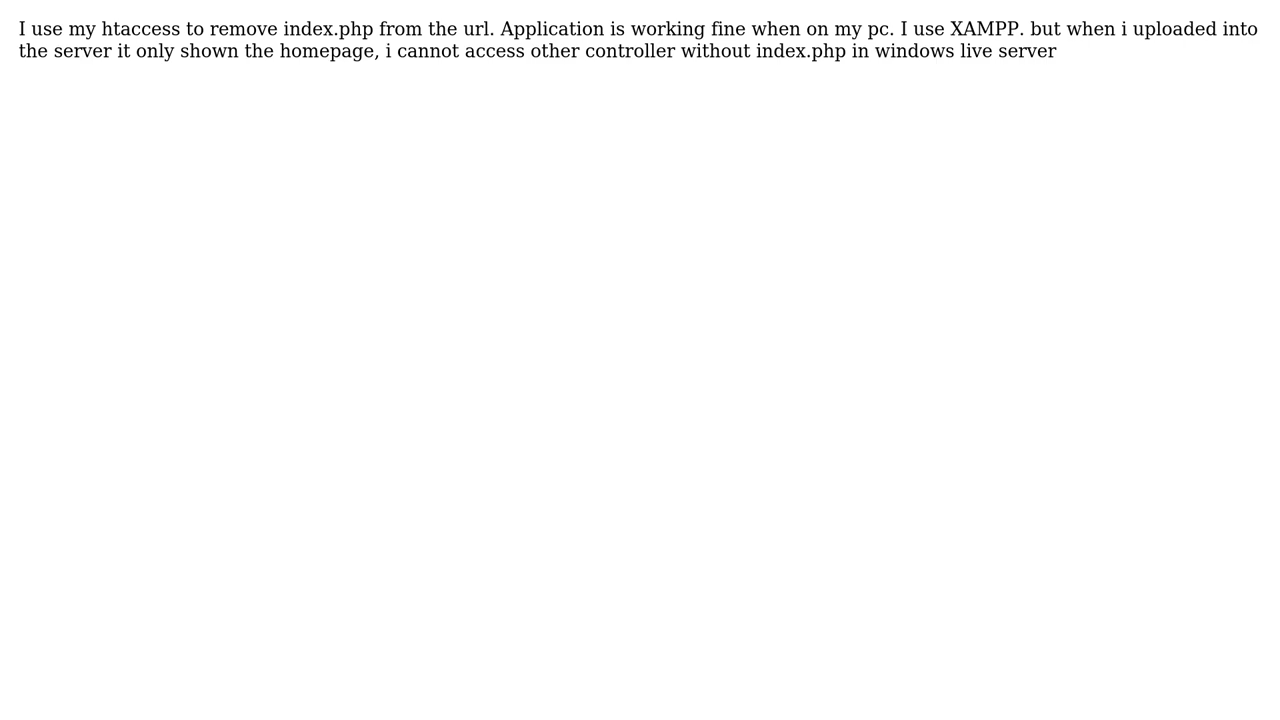 I use my htaccess to remove index.php from the url. Application is working fine when on my pc. I use XAMPP. but when i uploaded into
the server it only shown the homepage, i cannot access other controller without index.php in windows live server